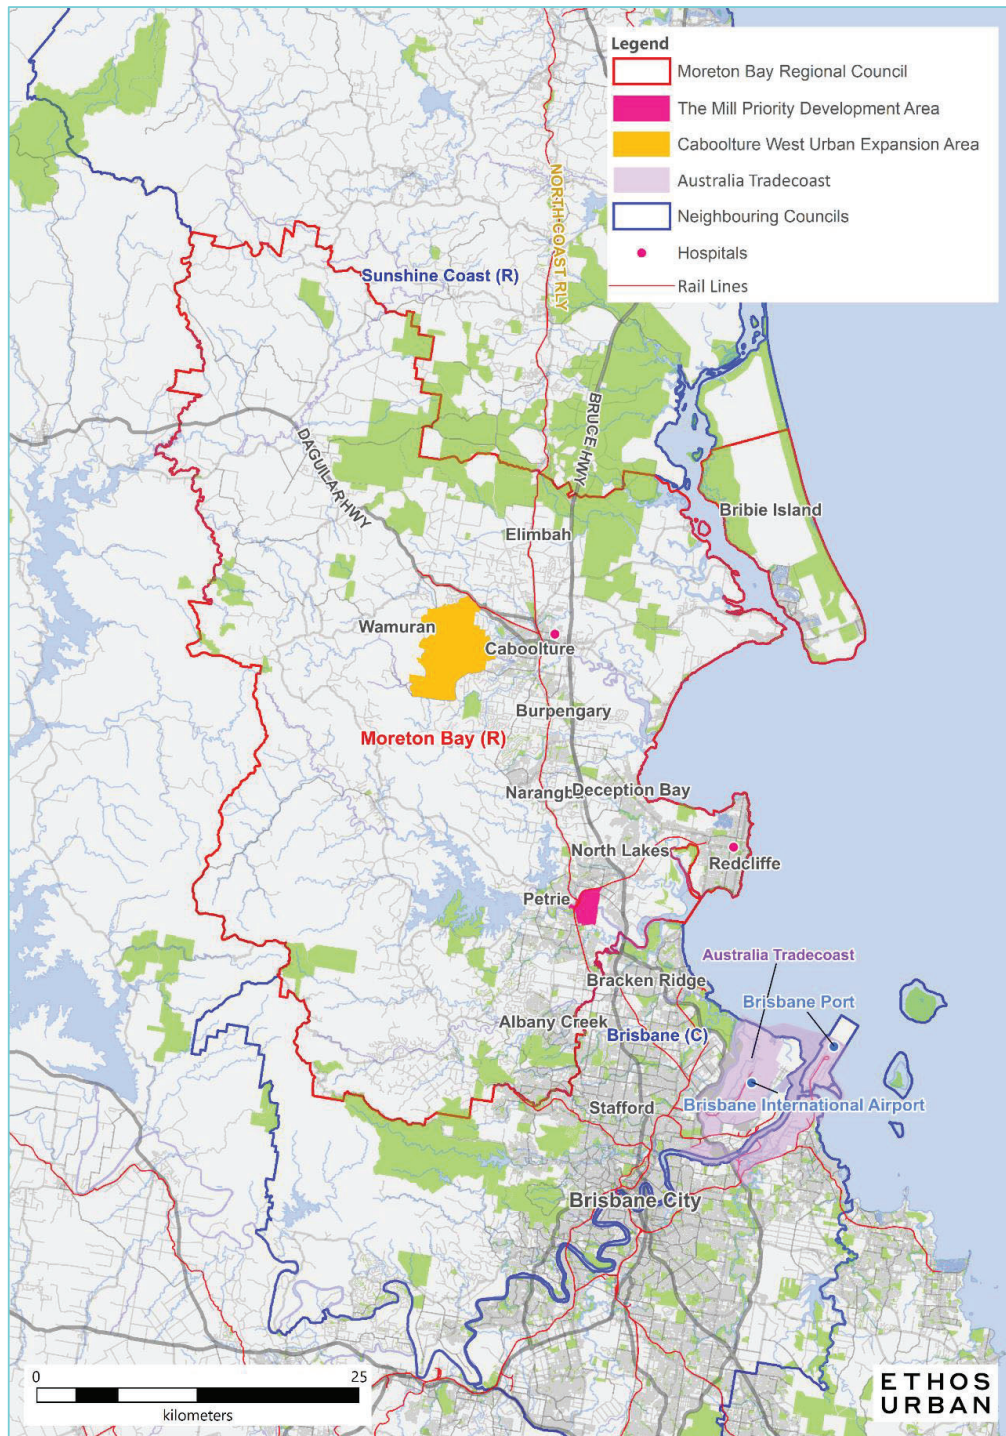 Legend
Moreton Bay Regional Council
The Mill Priority Development Area
Caboolture West Urban Expansion Area
Australia Tradecoast
Neighbouring Councils
Hospitals
Rail Lines
NORTH COAST RLY
Sunshine Coast (R)
BRUCE HWY
DAGUILAR HWY
Bribie Island
Elimbah
Wamuran
Caboolture
Burpengary
Moreton Bay (R)
Narangba
Deception Bay
North Lakes
Redcliffe
Petrie
Australia Tradecoast
Bracken Ridge
Brisbane Port
Albany Creek
Brisbane (C)
Stafford
Brisbane International Airport
Brisbane City
0 25
kilometers
ETHOS
URBAN